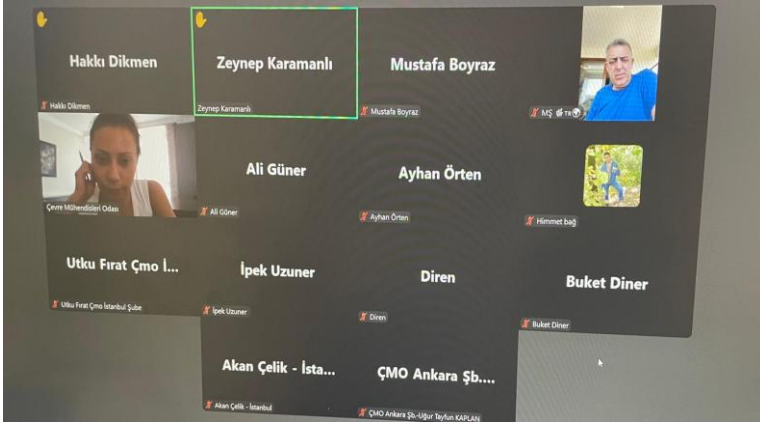 Hakkı Dikmen
Hakkı Dikmen
Zeynep Karamanlı
Zeynep Karamanlı
Mustafa Boyraz
Mustafa Boyraz
MŞ TR
Çevre Mühendisleri Odası
Ali Güner
Ali Güner
Ayhan Örten
Ayhan Örten
Himmet bağ
Utku Fırat Çmo İ...
Utku Fırat Çmo İstanbul Şube
İpek Uzuner
İpek Uzuner
Diren
Diren
Buket Diner
Buket Diner
Akan Çelik - İsta...
Akan Çelik - İstanbul
ÇMO Ankara Şb....
ÇMO Ankara Şb.-Uğur Tayfun KAPLAN